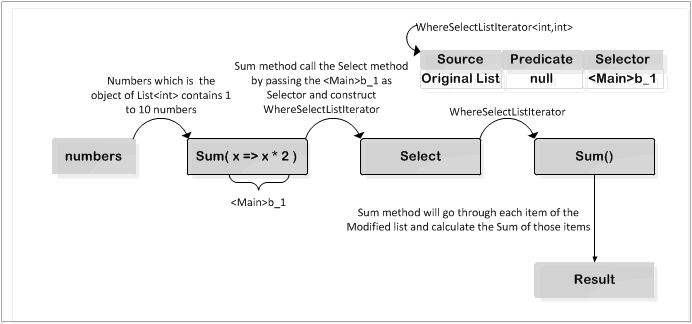 WhereSelectListIterator<int,int>
Source Predicate Selector
Original List null <Main>b_1
Numbers which is the
object of List<int> contains 1
to 10 numbers
Sum method call the Select method
by passing the <Main>b_1 as
Selector and construct
WhereSelectListIterator
WhereSelectListIterator
numbers
Sum( x => x * 2 )
Select
Sum()
<Main>b_1
Sum method will go through each item of the
Modified list and calculate the Sum of those items
Result